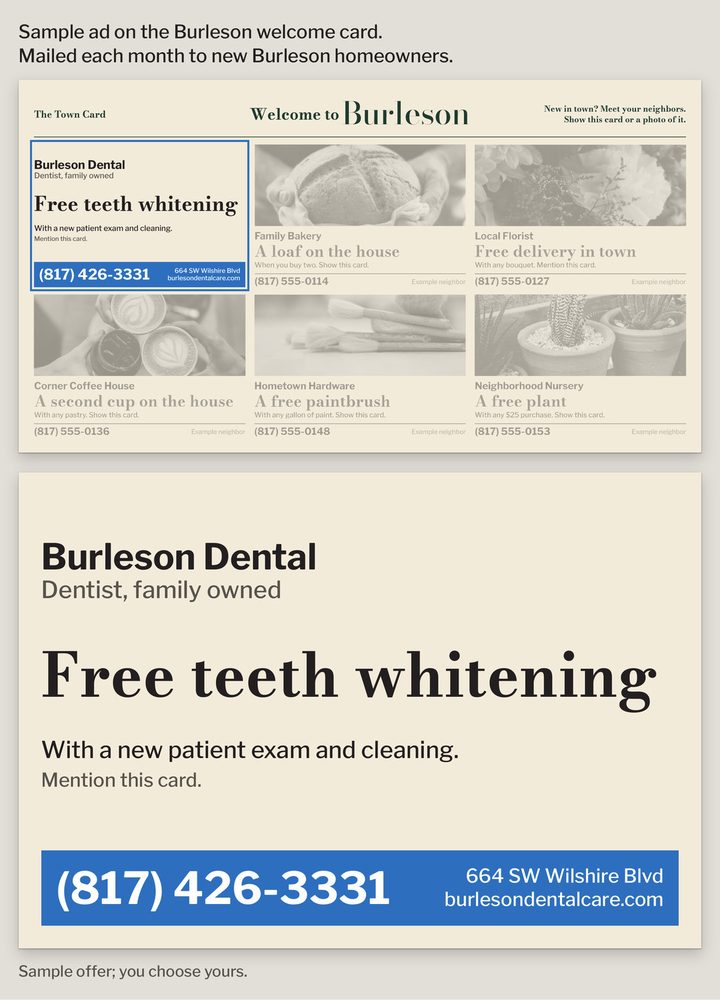 Sample ad on the Burleson welcome card.
Mailed each month to new Burleson homeowners.
The Town Card
Welcome to Burleson
New in town? Meet your neighbors.
Show this card or a photo of it.
Burleson Dental
Dentist, family owned
Free teeth whitening
With a new patient exam and cleaning.
Mention this card.
(817) 426-3331
664 SW Wilshire Blvd
burlesondentalcare.com
Family Bakery
A loaf on the house
When you buy two. Show this card.
(817) 555-0114
Example neighbor
Local Florist
Free delivery in town
With any bouquet. Mention this card.
(817) 555-0127
Example neighbor
Corner Coffee House
A second cup on the house
With any pastry. Show this card.
(817) 555-0136
Example neighbor
Hometown Hardware
A free paintbrush
With any gallon of paint. Show this card.
(817) 555-0148
Example neighbor
Neighborhood Nursery
A free plant
With any $25 purchase. Show this card.
(817) 555-0153
Example neighbor
Burleson Dental
Dentist, family owned
Free teeth whitening
With a new patient exam and cleaning.
Mention this card.
(817) 426-3331
664 SW Wilshire Blvd
burlesondentalcare.com
Sample offer; you choose yours.